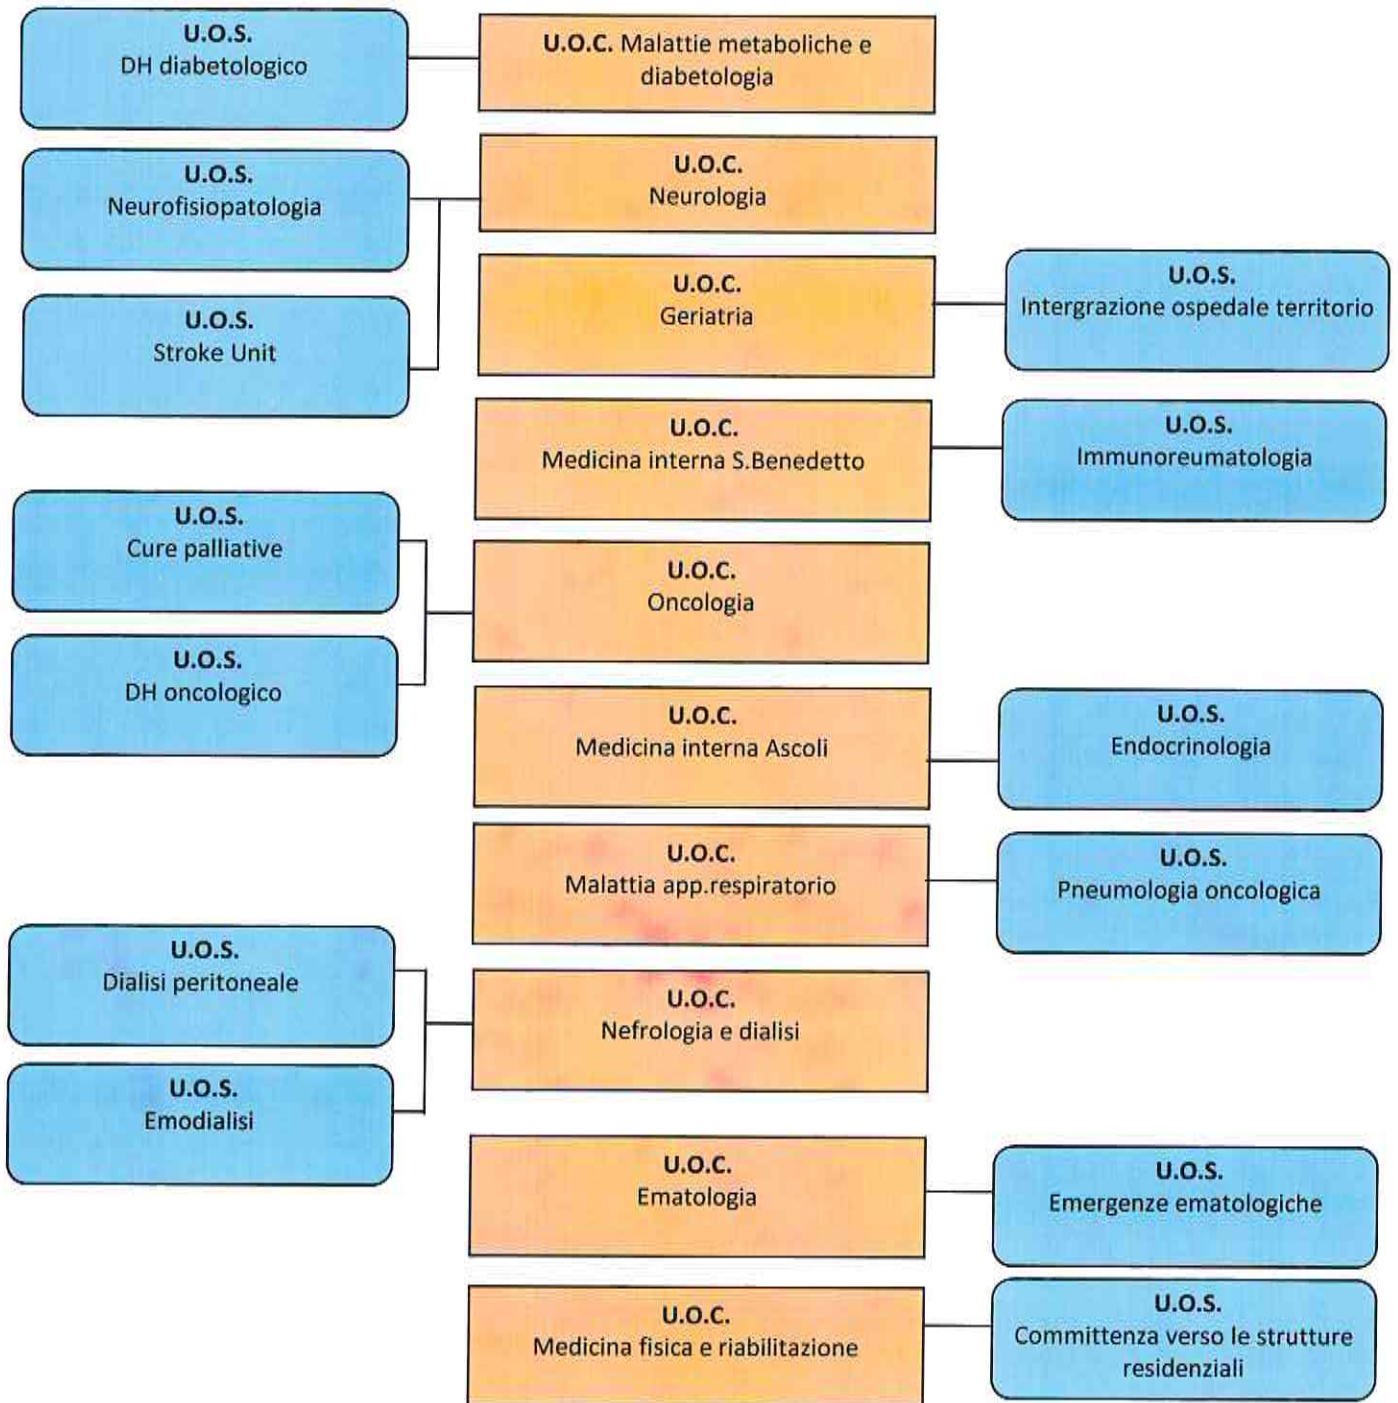 U.O.S.
DH diabetologico
U.O.C. Malattie metaboliche e
diabetologia
U.O.S.
Neurofisiopatologia
U.O.C.
Neurologia
U.O.S.
Stroke Unit
U.O.C.
Geriatria
U.O.S.
Intergrazione ospedale territorio
U.O.C.
Medicina interna S.Benedetto
U.O.S.
Immunoreumatologia
U.O.S.
Cure palliative
U.O.C.
Oncologia
U.O.S.
DH oncologico
U.O.C.
Medicina interna Ascoli
U.O.S.
Endocrinologia
U.O.C.
Malattia app.respiratorio
U.O.S.
Pneumologia oncologica
U.O.S.
Dialisi peritoneale
U.O.C.
Nefrologia e dialisi
U.O.S.
Emodialisi
U.O.C.
Ematologia
U.O.S.
Emergenze ematologiche
U.O.C.
Medicina fisica e riabilitazione
U.O.S.
Committenza verso le strutture
residenziali